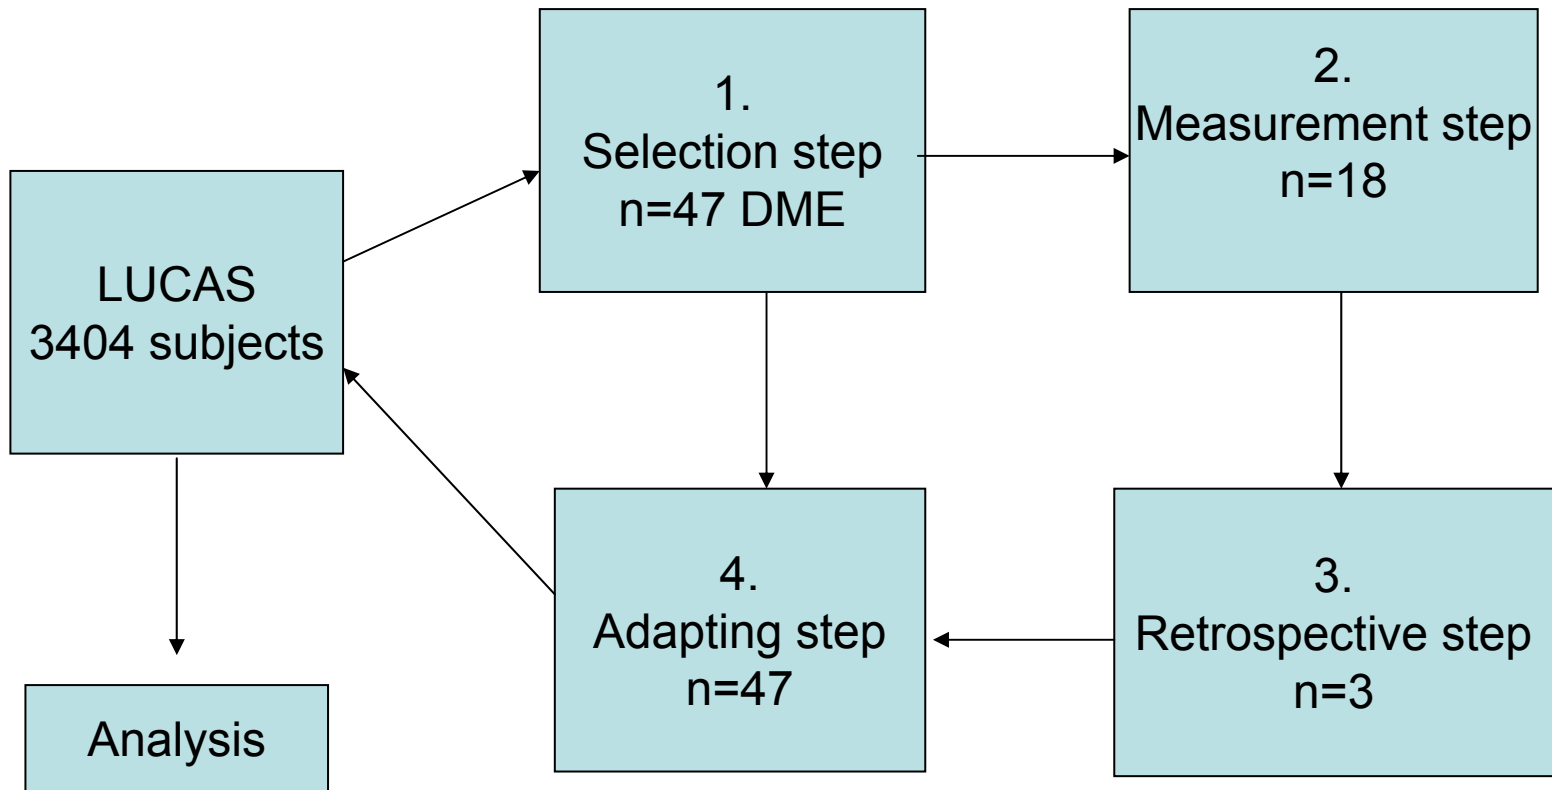 LUCAS
3404 subjects
1.
Selection step
n=47 DME
2.
Measurement step
n=18
3.
Retrospective step
n=3
4.
Adapting step
n=47
Analysis